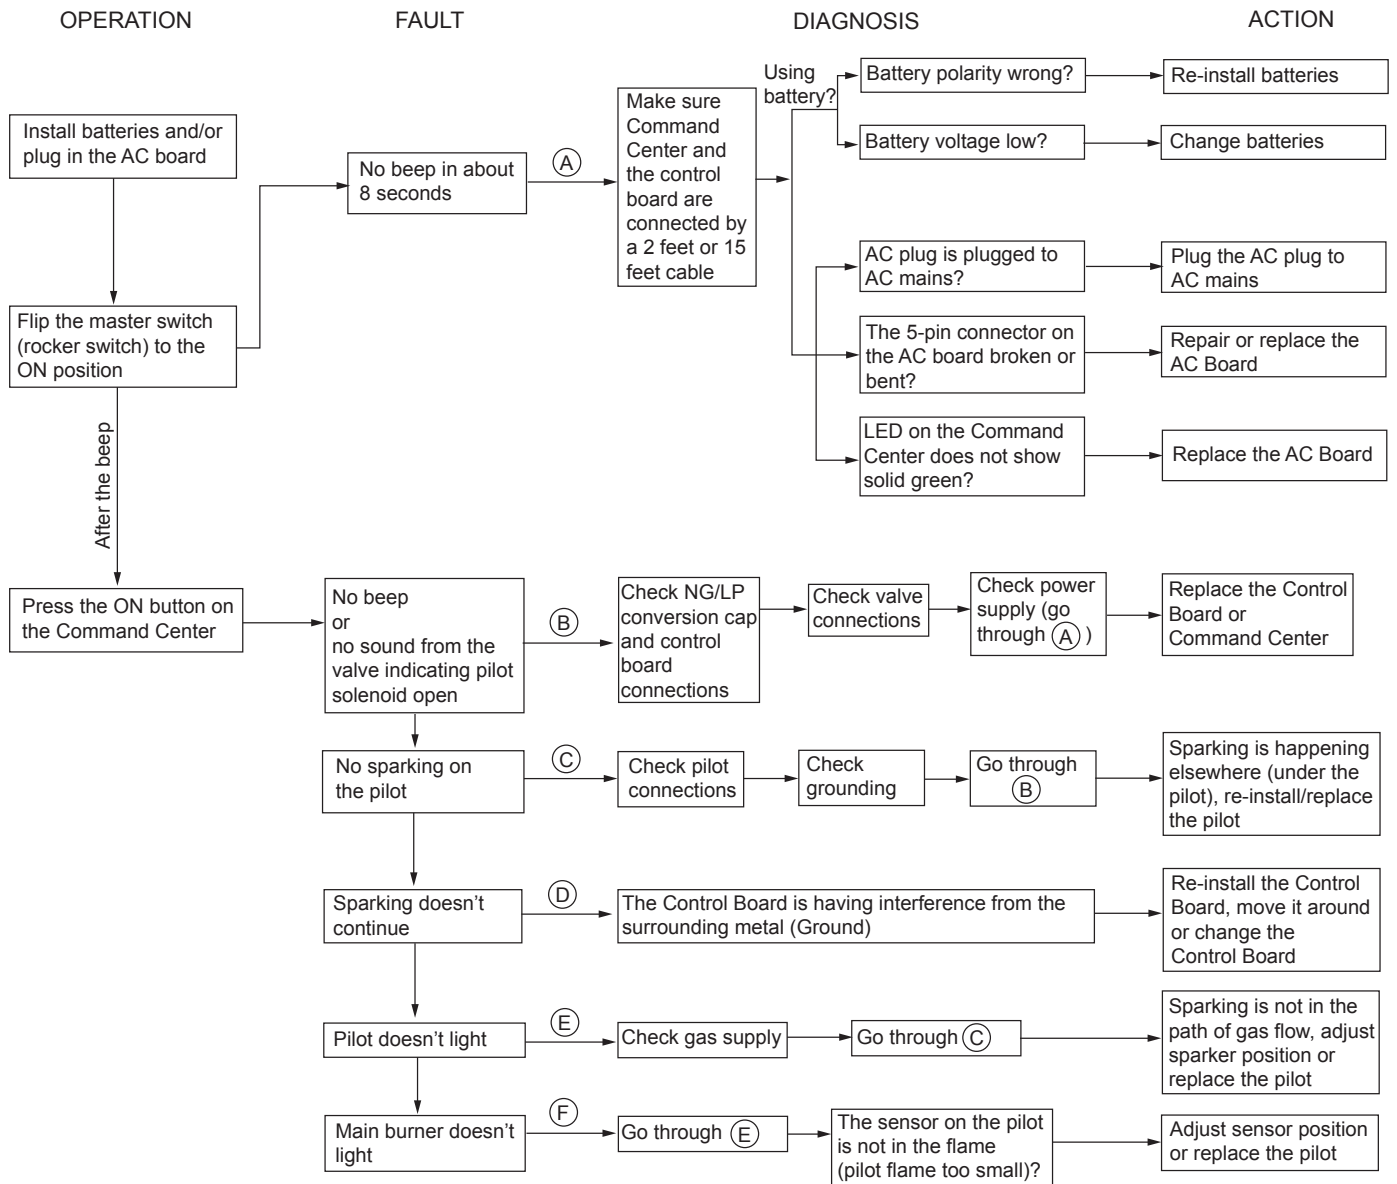 OPERATION
FAULT
DIAGNOSIS
ACTION
Install batteries and/or
plug in the AC board
Flip the master switch
(rocker switch) to the
ON position
After the beep
Press the ON button on
the Command Center
No beep in about
8 seconds
A
Make sure
Command
Center and
the control
board are
connected by
a 2 feet or 15
feet cable
Using
battery?
Battery polarity wrong?
Re-install batteries
Battery voltage low?
Change batteries
AC plug is plugged to
AC mains?
Plug the AC plug to
AC mains
The 5-pin connector on
the AC board broken or
bent?
Repair or replace the
AC Board
LED on the Command
Center does not show
solid green?
Replace the AC Board
No beep
or
no sound from the
valve indicating pilot
solenoid open
B
Check NG/LP
conversion cap
and control
board
connections
Check valve
connections
Check power
supply (go
through A )
Replace the Control
Board or
Command Center
No sparking on
the pilot
C
Check pilot
connections
Check
grounding
Go through
B
Sparking is happening
elsewhere (under the
pilot), re-install/replace
the pilot
Sparking doesn't
continue
D
The Control Board is having interference from the
surrounding metal (Ground)
Re-install the Control
Board, move it around
or change the
Control Board
Pilot doesn't light
E
Check gas supply
Go through C
Sparking is not in the
path of gas flow, adjust
sparker position or
replace the pilot
Main burner doesn't
light
F
Go through E
The sensor on the pilot
is not in the flame
(pilot flame too small)?
Adjust sensor position
or replace the pilot